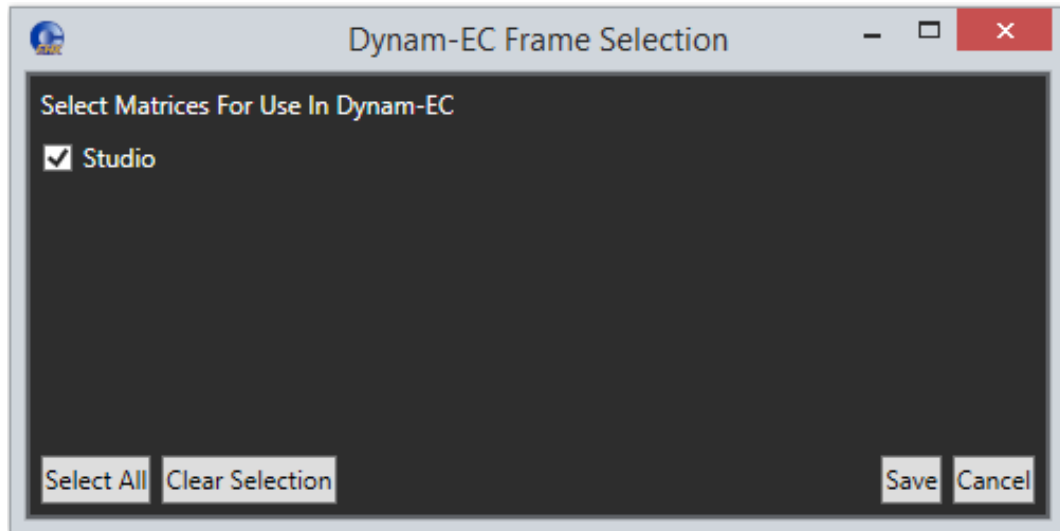 Dynam-EC Frame Selection
Select Matrices For Use In Dynam-EC
Studio
Select All Clear Selection Save Cancel